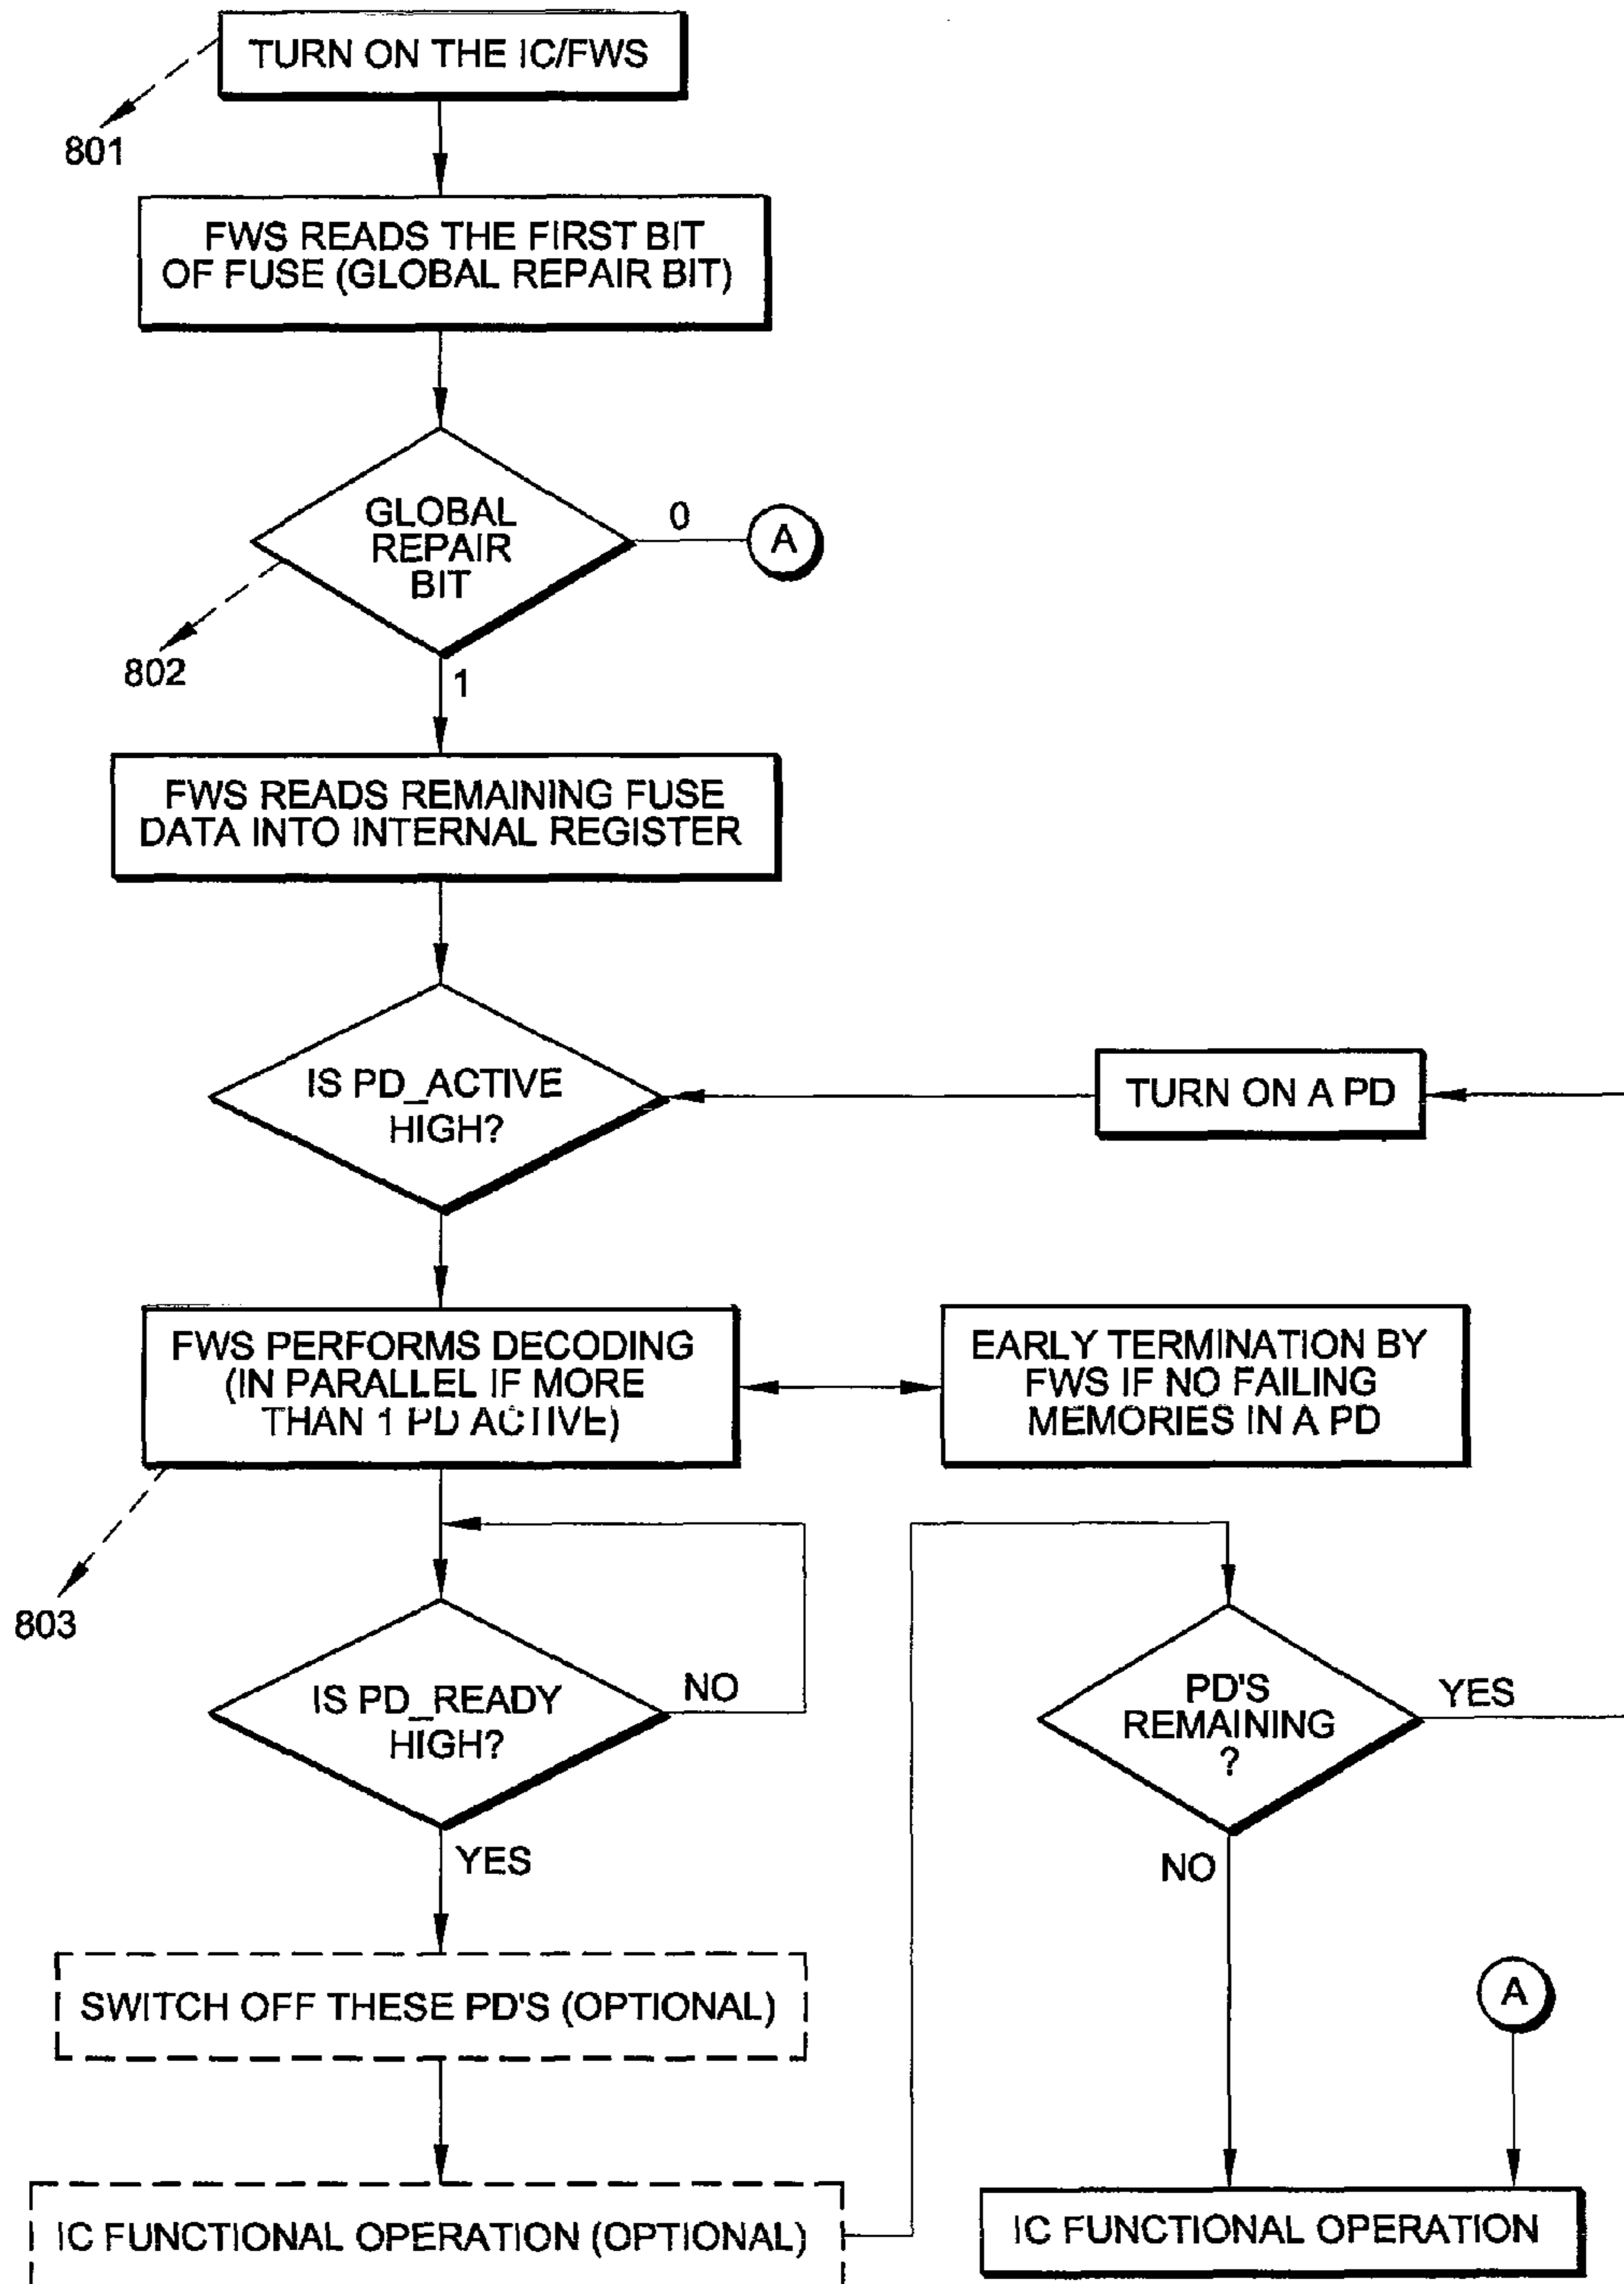 TURN ON THE IC/FWS
801
FWS READS THE FIRST BIT
OF FUSE (GLOBAL REPAIR BIT)
GLOBAL
REPAIR
BIT
0
A
802
1
FWS READS REMAINING FUSE
DATA INTO INTERNAL REGISTER
IS PD_ACTIVE
HIGH?
TURN ON A PD
FWS PERFORMS DECODING
(IN PARALLEL IF MORE
THAN 1 PD ACTIVE)
EARLY TERMINATION BY
FWS IF NO FAILING
MEMORIES IN A PD
803
IS PD_READY
HIGH?
NO
YES
PD'S
REMAINING
?
YES
NO
SWITCH OFF THESE PD'S (OPTIONAL)
A
IC FUNCTIONAL OPERATION (OPTIONAL)
IC FUNCTIONAL OPERATION